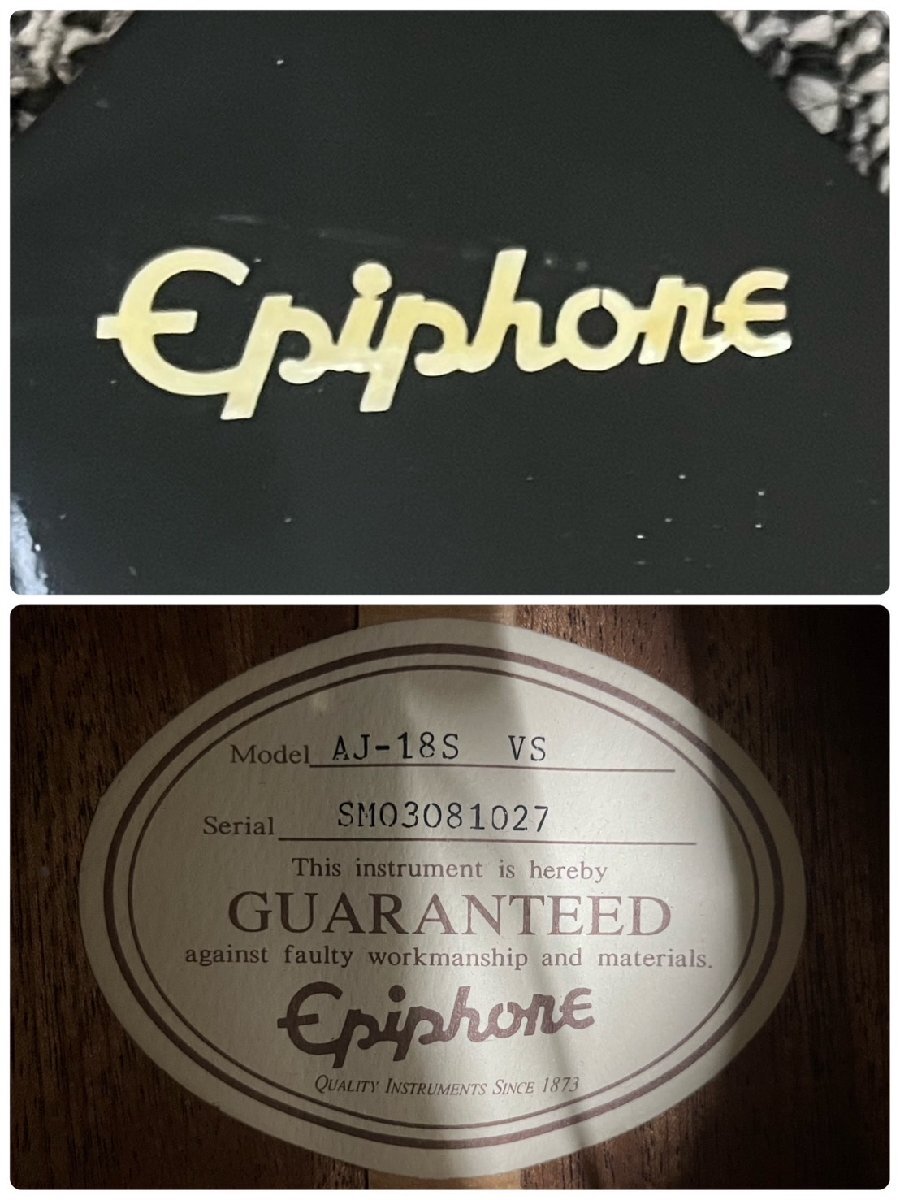 Epiphone
Model AJ-18S VS
Serial SM03081027
This instrument is hereby
GUARANTEED
against faulty workmanship and materials.
Epiphone
QUALITY INSTRUMENTS SINCE 1873